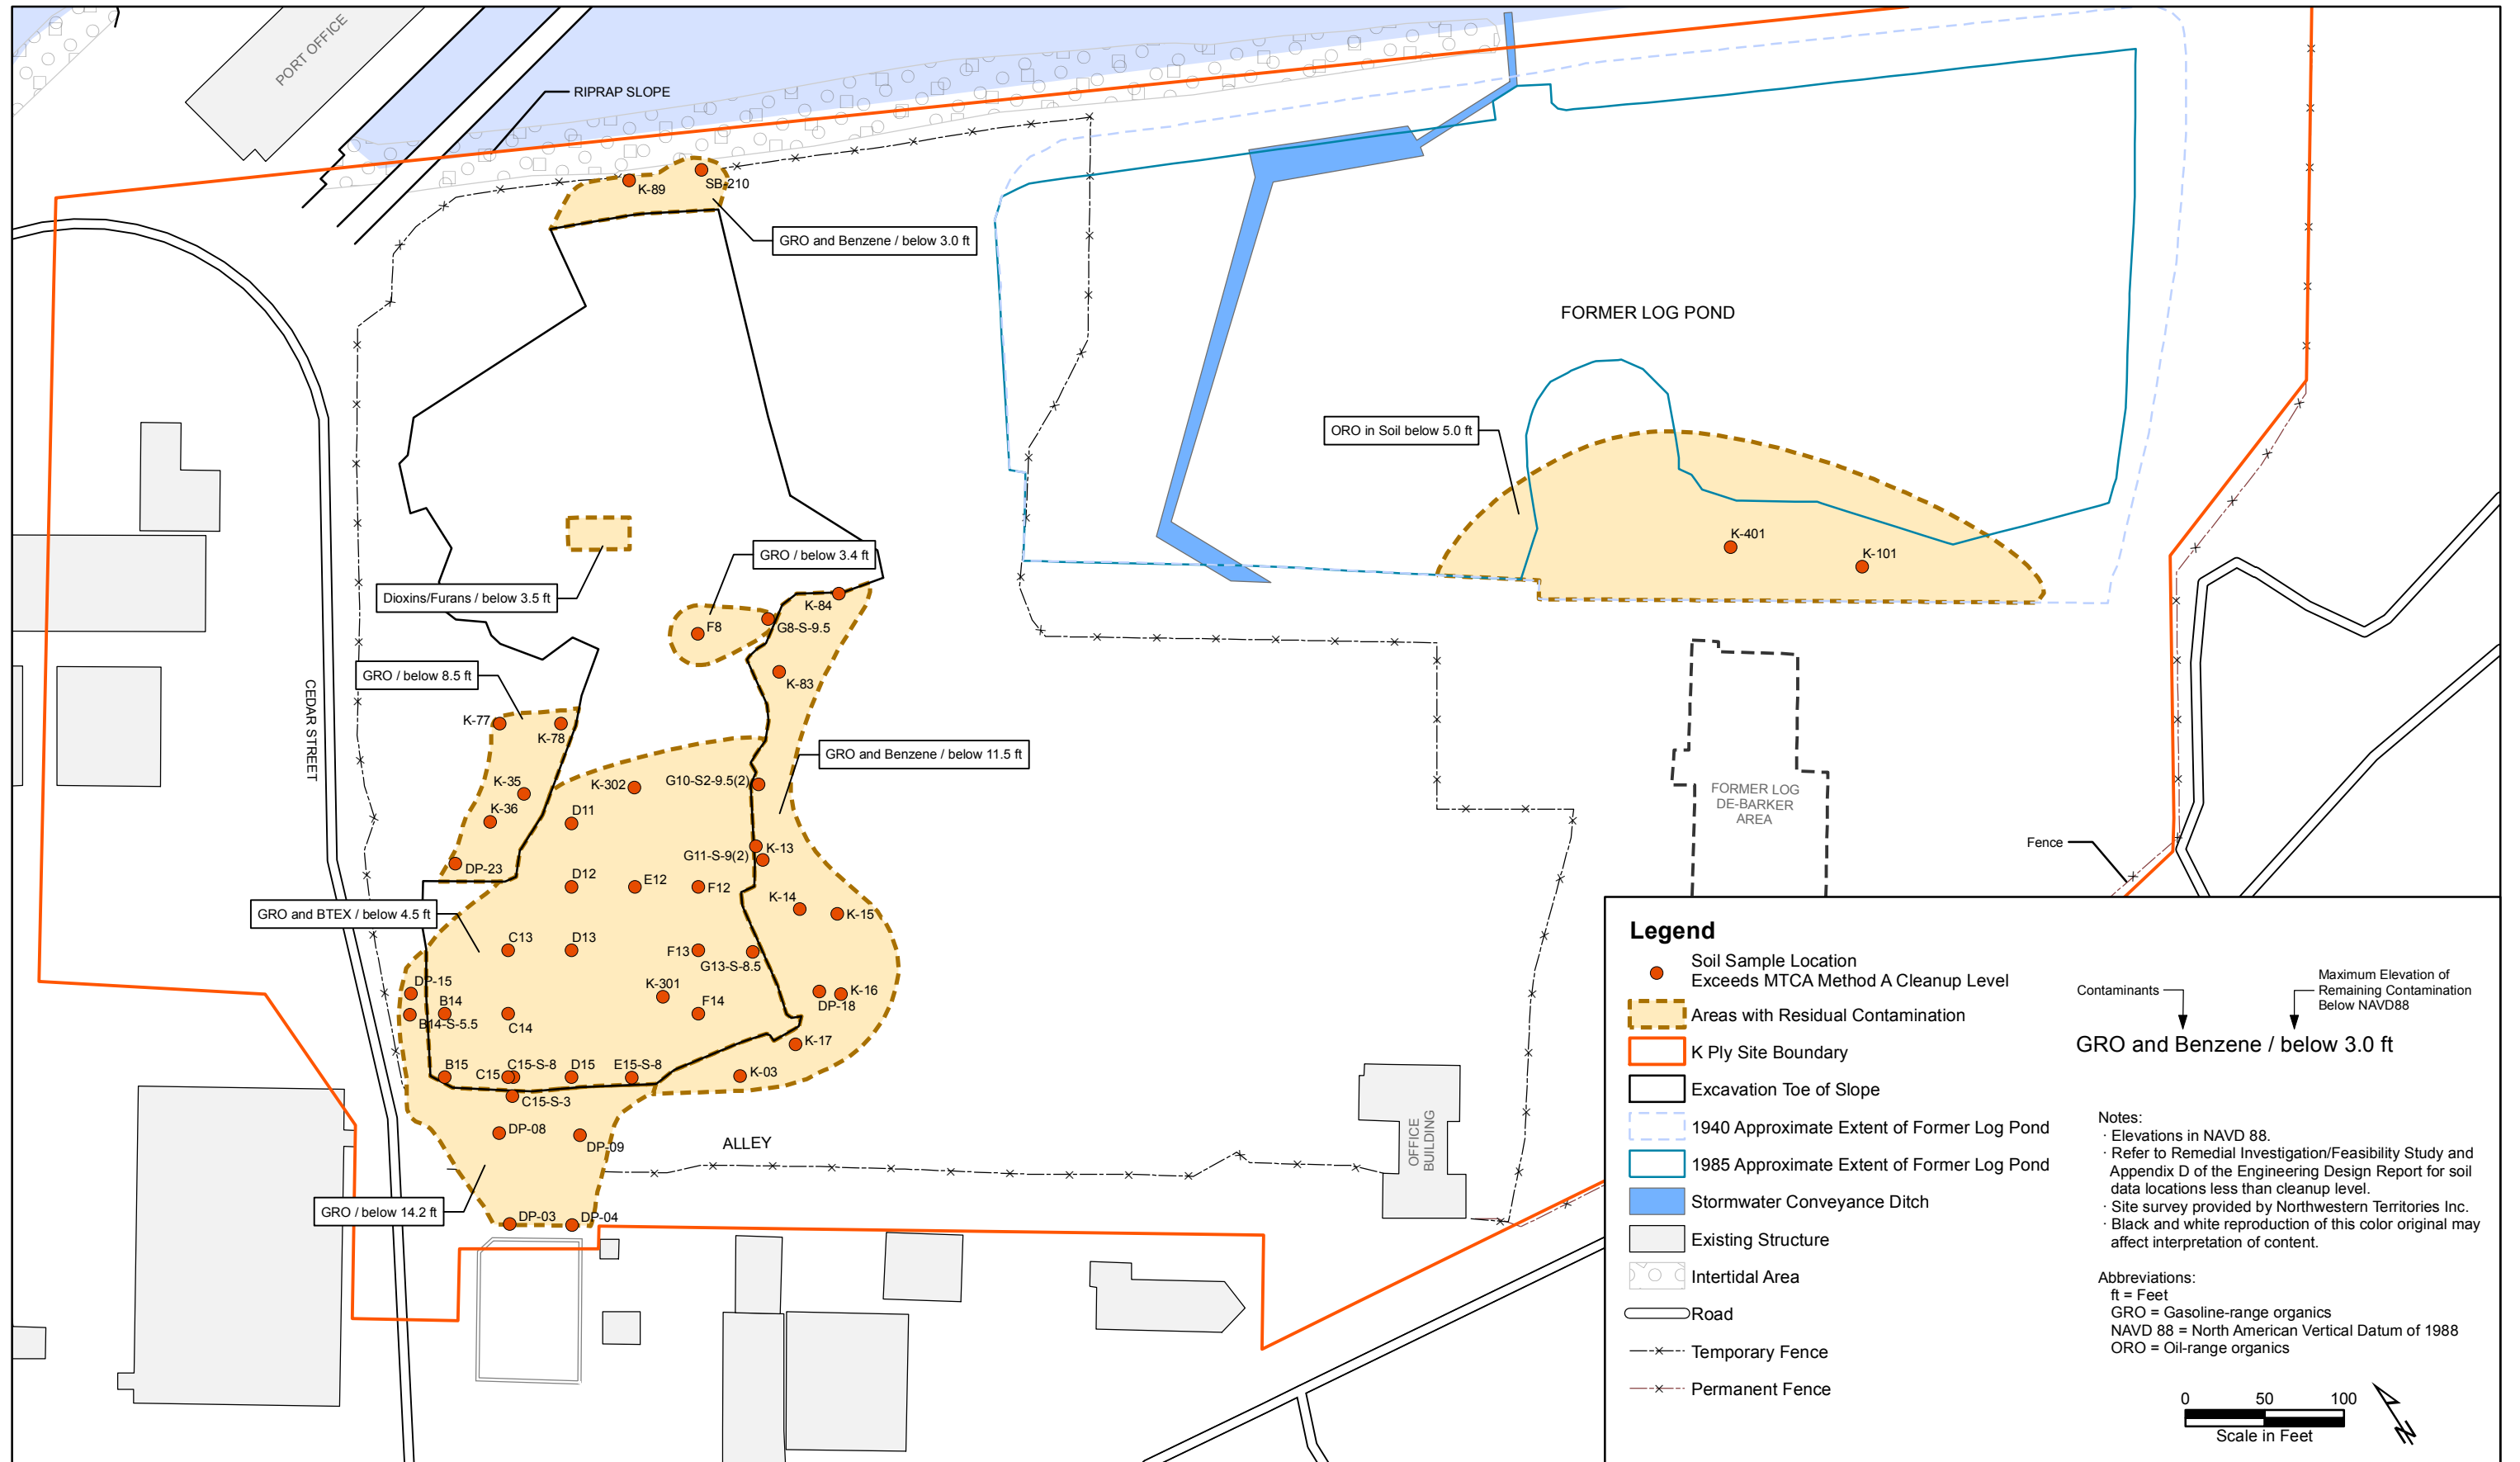 PORT OFFICE
RIPRAP SLOPE
K-89
SB-210
GRO and Benzene / below 3.0 ft
FORMER LOG POND
ORO in Soil below 5.0 ft
K-401
K-101
GRO / below 3.4 ft
Dioxins/Furans / below 3.5 ft
K-84
G8-S-9.5
F8
K-83
GRO / below 8.5 ft
CEDAR STREET
K-77
K-78
GRO and Benzene / below 11.5 ft
K-35
K-36
K-302
G10-S2-9.5(2)
D11
FORMER LOG
DE-BARKER
AREA
Fence
G11-S-9(2)
K-13
DP-23
D12
E12
F12
K-14
K-15
GRO and BTEX / below 4.5 ft
C13
D13
F13
G13-S-8.5
DP-15
B14
B14-S-5.5
C14
K-301
F14
DP-18
K-16
K-17
B15
C15
C15-S-8
D15
E15-S-8
K-03
C15-S-3
DP-08
DP-09
ALLEY
OFFICE
BUILDING
GRO / below 14.2 ft
DP-03
DP-04
Legend
Soil Sample Location
Exceeds MTCA Method A Cleanup Level
Areas with Residual Contamination
K Ply Site Boundary
Excavation Toe of Slope
1940 Approximate Extent of Former Log Pond
1985 Approximate Extent of Former Log Pond
Stormwater Conveyance Ditch
Existing Structure
Intertidal Area
Road
Temporary Fence
Permanent Fence
Contaminants
Maximum Elevation of
Remaining Contamination
Below NAVD88
GRO and Benzene / below 3.0 ft
Notes:
· Elevations in NAVD 88.
· Refer to Remedial Investigation/Feasibility Study and
Appendix D of the Engineering Design Report for soil
data locations less than cleanup level.
· Site survey provided by Northwestern Territories Inc.
· Black and white reproduction of this color original may
affect interpretation of content.
Abbreviations:
ft = Feet
GRO = Gasoline-range organics
NAVD 88 = North American Vertical Datum of 1988
ORO = Oil-range organics
0 50 100
Scale in Feet
N